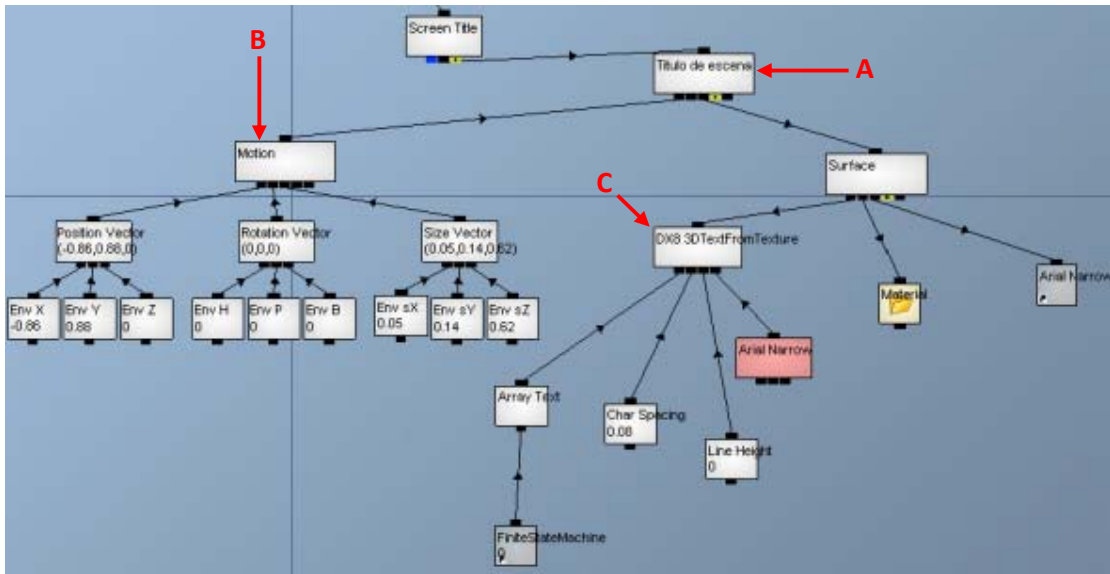 Screen Title
B
Título de escena
A
Motion
Surface
C
Position Vector
(-0.86,0.88,0)
Rotation Vector
(0,0,0)
Size Vector
(0.05,0.14,0.62)
DX8 3DTextFromTexture
Env X
-0.86
Env Y
0.88
Env Z
0
Env H
0
Env P
0
Env B
0
Env sX
0.05
Env sY
0.14
Env sZ
0.62
Material
Arial Narrow
Arial Narrow
Array Text
Char Spacing
0.08
Line Height
0
FiniteStateMachine
0